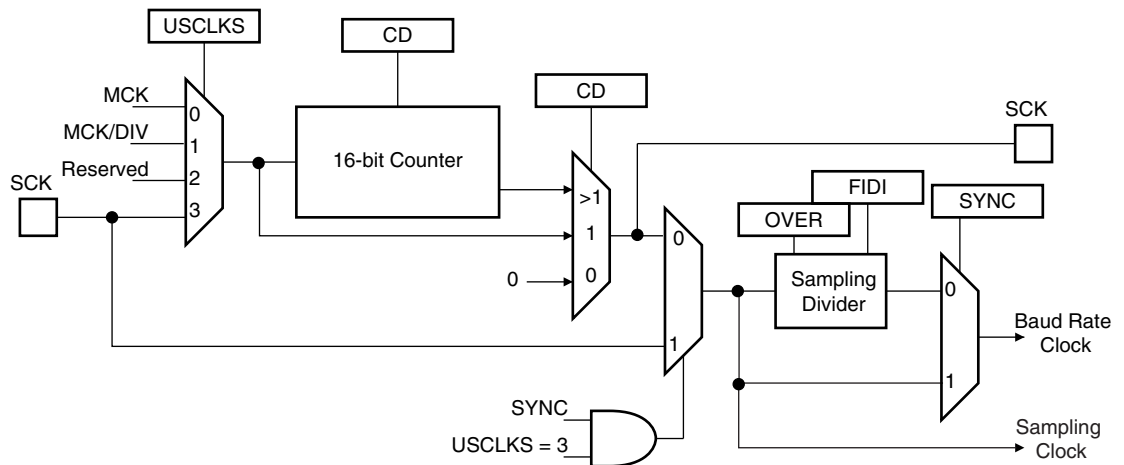 USCLKS
CD
CD
MCK
0
MCK/DIV
1
Reserved
2
SCK
3
16-bit Counter
>1
1
0
0
SCK
FIDI
OVER
SYNC
0
1
Sampling
Divider
0
1
Baud Rate
Clock
SYNC
USCLKS = 3
Sampling
Clock